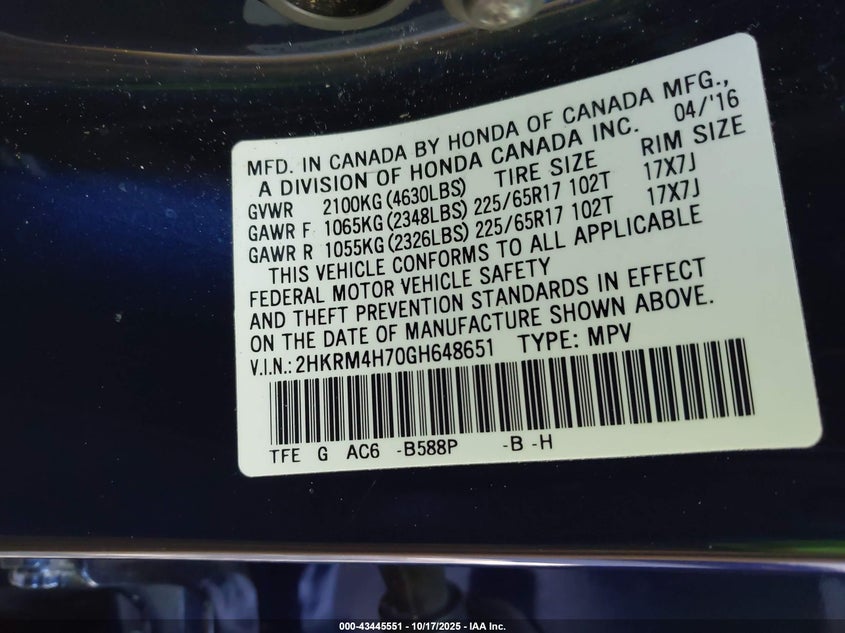 MFD. IN CANADA BY HONDA OF CANADA MFG.,
A DIVISION OF HONDA CANADA INC. 04/'16
GVWR 2100KG (4630LBS) TIRE SIZE RIM SIZE
GAWR F 1065KG (2348LBS) 225/65R17 102T 17X7J
GAWR R 1055KG (2326LBS) 225/65R17 102T 17X7J
THIS VEHICLE CONFORMS TO ALL APPLICABLE
FEDERAL MOTOR VEHICLE SAFETY
AND THEFT PREVENTION STANDARDS IN EFFECT
ON THE DATE OF MANUFACTURE SHOWN ABOVE.
V.I.N.: 2HKRM4H70GH648651 TYPE: MPV
TFE G AC6 -B588P -B -H
000-43445551 - 10/17/2025 - IAA Inc.